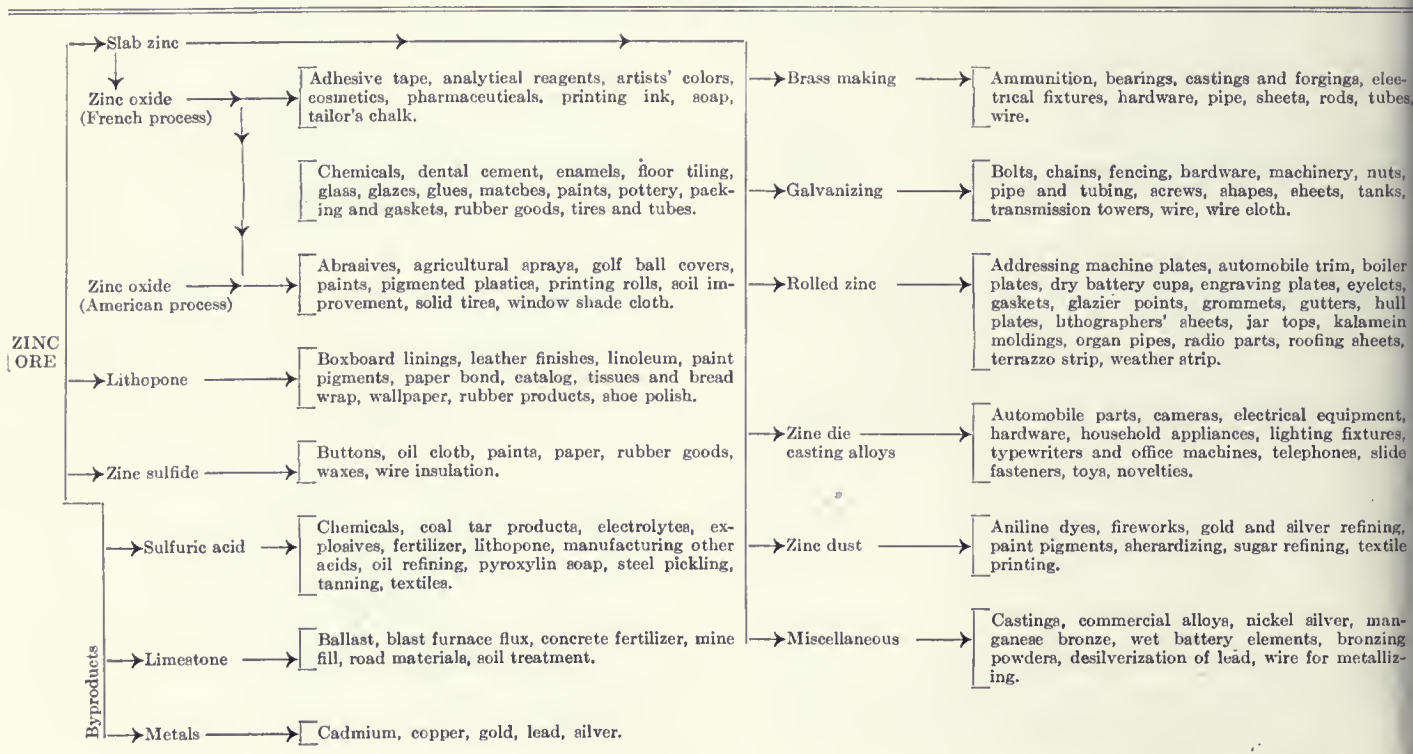 ZINC
ORE
Slab zinc
Zinc oxide
(French process)
Adhesive tape, analytical reagents, artists' colors,
cosmetics, pharmaceuticals. printing ink, soap,
tailor's chalk.
Chemicals, dental cement, enamels, floor tiling,
glass, glazes, glues, matches, paints, pottery, pack-
ing and gaskets, rubber goods, tires and tubes.
Zinc oxide
(American process)
Abrasives, agricultural sprays, golf ball covers,
paints, pigmented plastics, printing rolls, soil im-
provement, solid tires, window shade cloth.
Lithopone
Boxboard linings, leather finishes, linoleum, paint
pigments, paper bond, catalog, tissues and bread
wrap, wallpaper, rubber products, shoe polish.
Zinc sulfide
Buttons, oil cloth, paints, paper, rubber goods,
waxes, wire insulation.
Byproducts
Sulfuric acid
Chemicals, coal tar products, electrolytes, ex-
plosives, fertilizer, lithopone, manufacturing other
acids, oil refining, pyroxylin soap, steel pickling,
tanning, textiles.
Limestone
Ballast, blast furnace flux, concrete fertilizer, mine
fill, road materials, soil treatment.
Metals
Cadmium, copper, gold, lead, silver.
Brass making
Ammunition, bearings, castings and forgings, elec-
trical fixtures, hardware, pipe, sheets, rods, tubes,
wire.
Galvanizing
Bolts, chains, fencing, hardware, machinery, nuts,
pipe and tubing, screws, shapes, sheets, tanks,
transmission towers, wire, wire cloth.
Rolled zinc
Addressing machine plates, automobile trim, boiler
plates, dry battery cups, engraving plates, eyelets,
gaskets, glazier points, grommets, gutters, hull
plates, lithographers' sheets, jar tops, kalamein
moldings, organ pipes, radio parts, roofing sheets,
terrazzo strip, weather strip.
Zinc die
casting alloys
Automobile parts, cameras, electrical equipment,
hardware, household appliances, lighting fixtures,
typewriters and office machines, telephones, slide
fasteners, toys, novelties.
Zinc dust
Aniline dyes, fireworks, gold and silver refining,
paint pigments, sherardizing, sugar refining, textile
printing.
Miscellaneous
Castings, commercial alloys, nickel silver, man-
ganese bronze, wet battery elements, bronzing
powders, desilverization of lead, wire for metalliz-
ing.